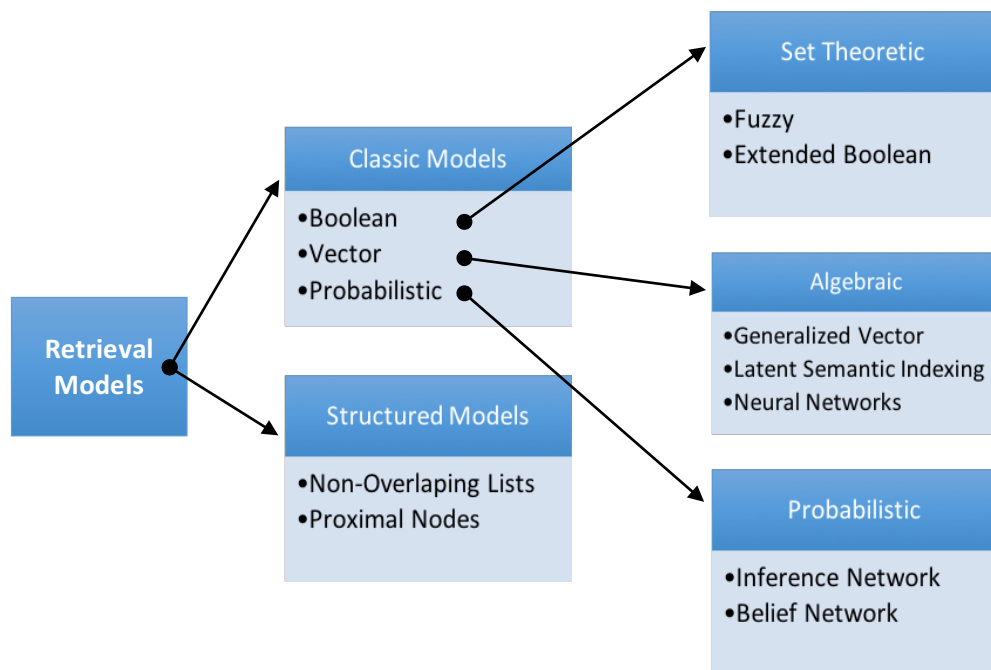 Retrieval
Models
Classic Models
•Boolean
•Vector
•Probabilistic
Structured Models
•Non-Overlaping Lists
•Proximal Nodes
Set Theoretic
•Fuzzy
•Extended Boolean
Algebraic
•Generalized Vector
•Latent Semantic Indexing
•Neural Networks
Probabilistic
•Inference Network
•Belief Network